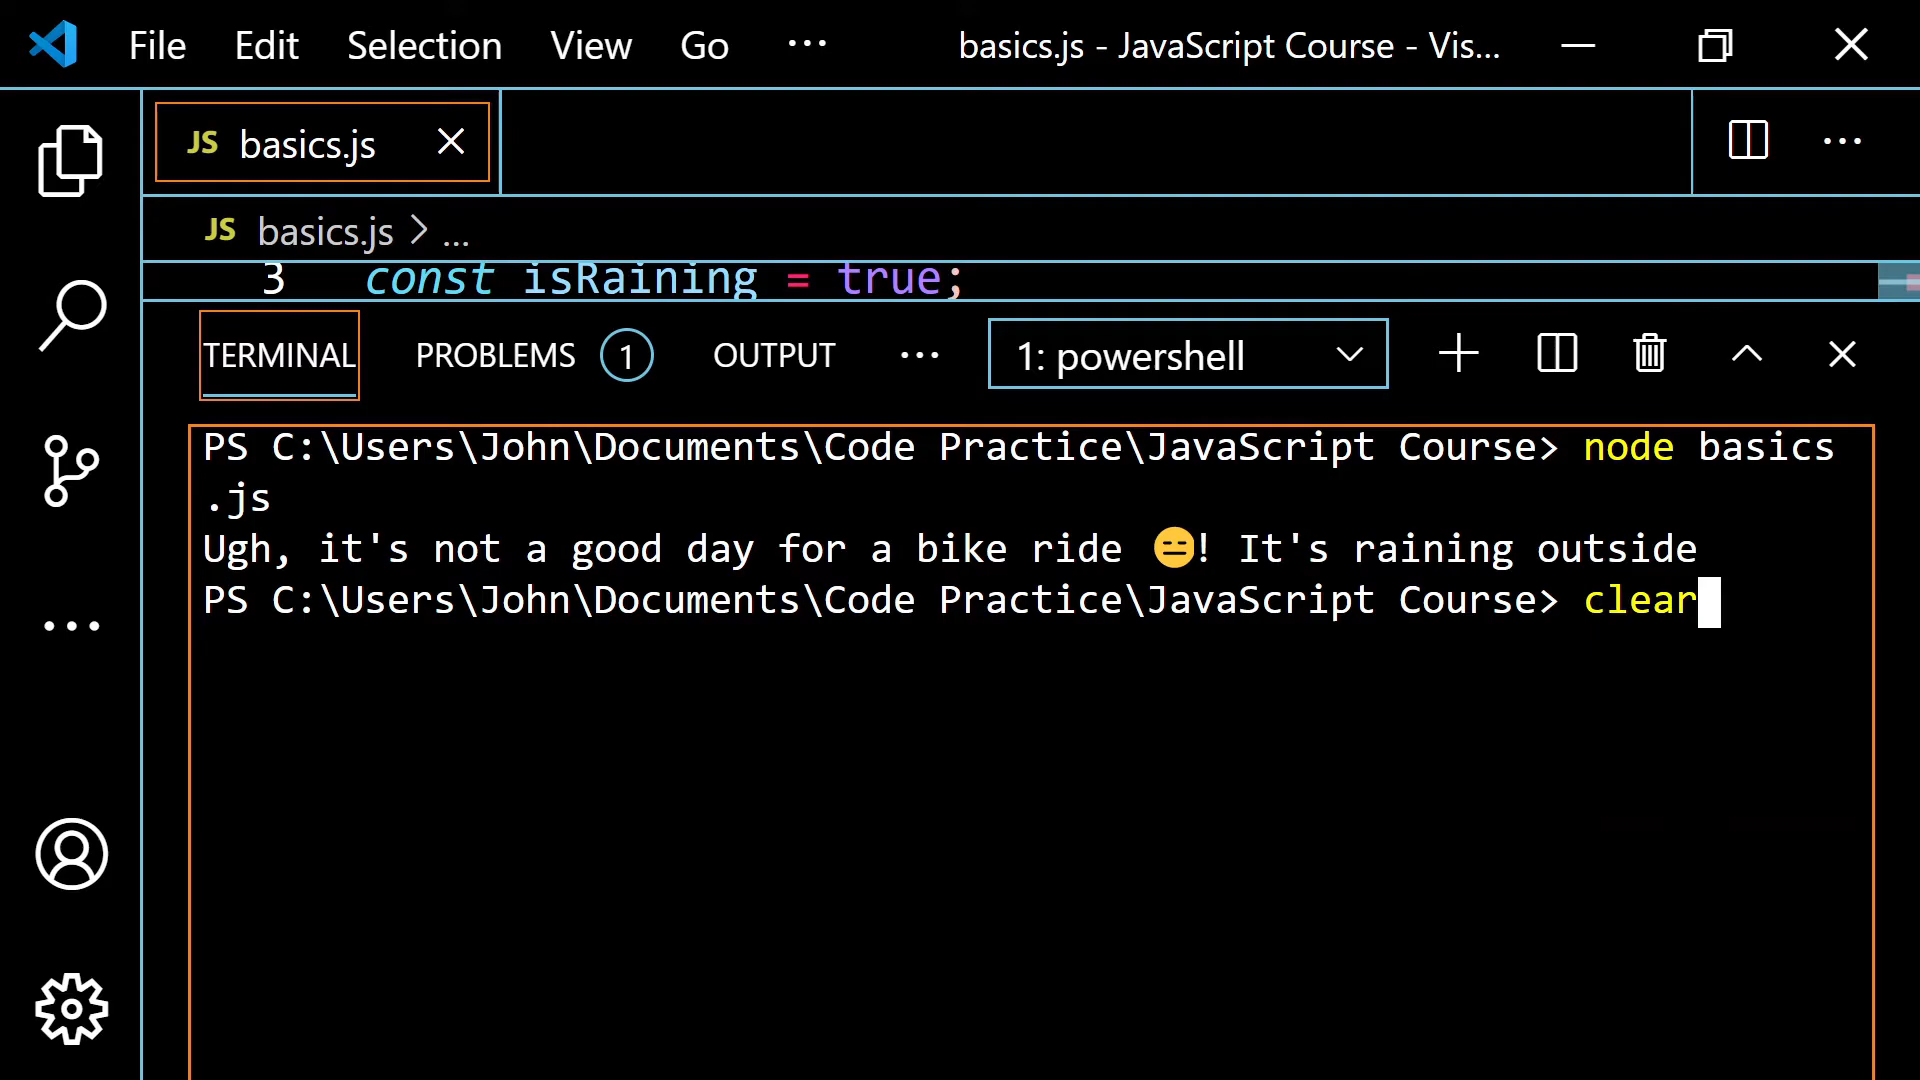 File Edit Selection View Go ... basics.js - JavaScript Course - Vis...
JS basics.js
JS basics.js > ...
3 const isRaining = true;
TERMINAL PROBLEMS 1 OUTPUT ... 1: powershell
PS C:\Users\John\Documents\Code Practice\JavaScript Course> node basics
.js
Ugh, it's not a good day for a bike ride 😑! It's raining outside
PS C:\Users\John\Documents\Code Practice\JavaScript Course> clear